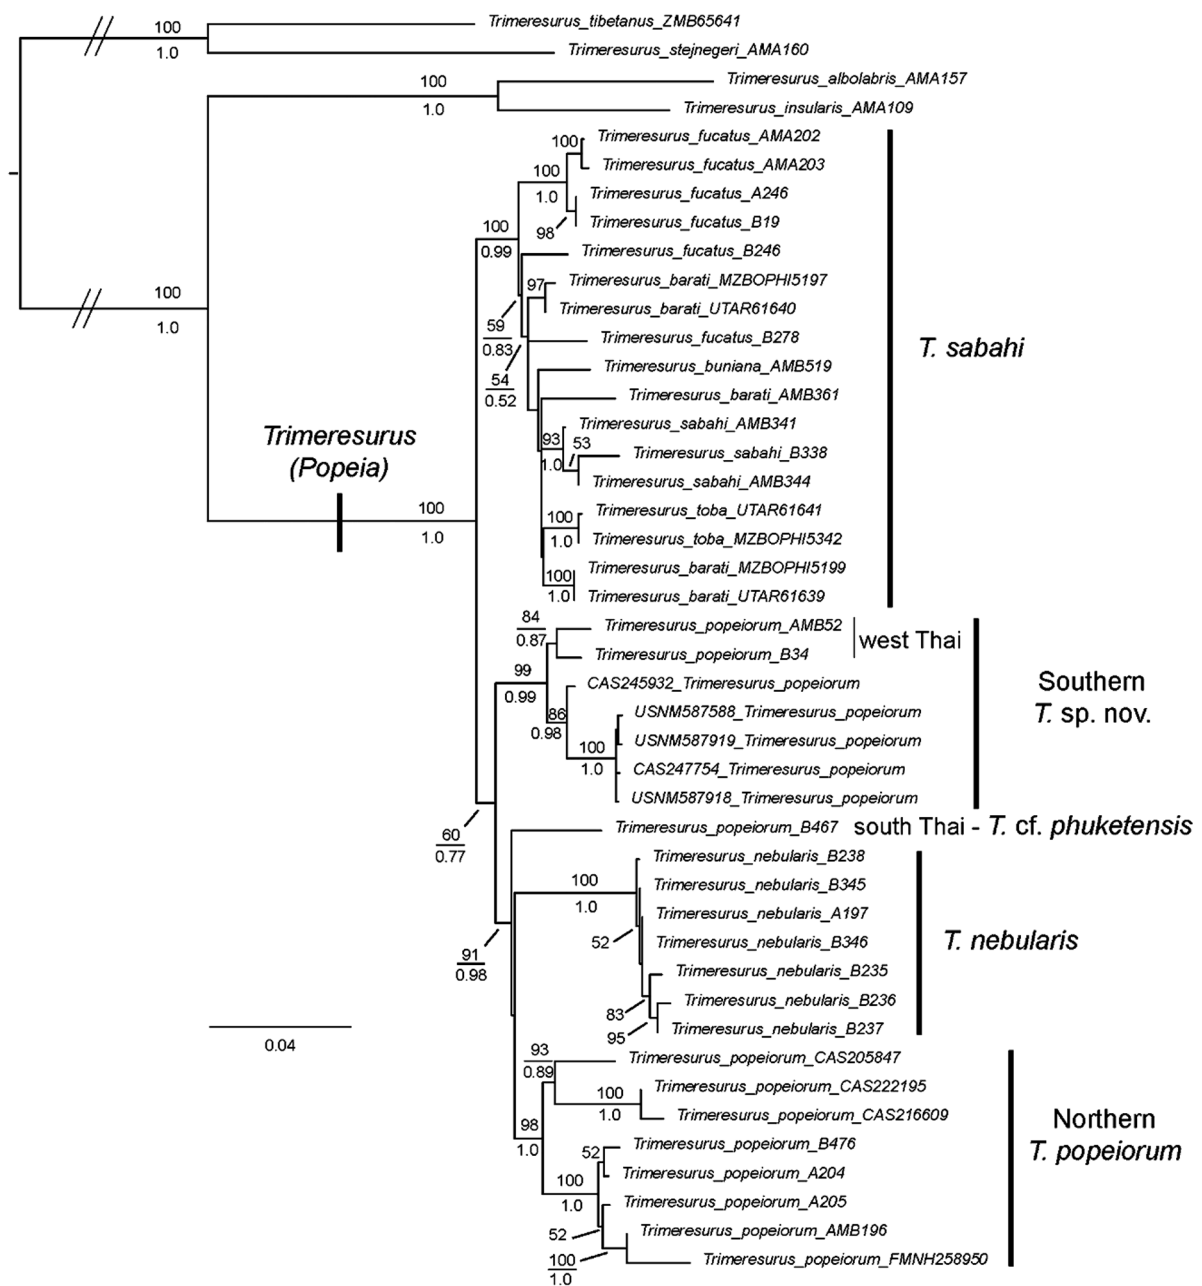 Trimeresurus_tibetanus_ZMB65641
100
1.0
Trimeresurus_stejnegeri_AMA160
Trimeresurus_albolabris_AMA157
100
1.0
Trimeresurus_insularis_AMA109
Trimeresurus_fucatus_AMA202
100
Trimeresurus_fucatus_AMA203
100
1.0
Trimeresurus_fucatus_A246
Trimeresurus_fucatus_B19
98
100
0.99
Trimeresurus_fucatus_B246
Trimeresurus_barati_MZBOPHI5197
97
Trimeresurus_barati_UTAR61640
100
1.0
59
0.83
Trimeresurus_fucatus_B278
T. sabahi
54
0.52
Trimeresurus_buniana_AMB519
Trimeresurus_barati_AMB361
Trimeresurus_sabahi_AMB341
93
1.0
53
Trimeresurus_sabahi_B338
Trimeresurus_sabahi_AMB344
Trimeresurus
(Popeia)
100
1.0
Trimeresurus_toba_UTAR61641
100
1.0
Trimeresurus_toba_MZBOPHI5342
Trimeresurus_barati_MZBOPHI5199
100
1.0
Trimeresurus_barati_UTAR61639
84
0.87
Trimeresurus_popeiorum_AMB52
west Thai
Trimeresurus_popeiorum_B34
99
0.99
CAS245932_Trimeresurus_popeiorum
Southern
T. sp. nov.
86
0.98
USNM587588_Trimeresurus_popeiorum
USNM587919_Trimeresurus_popeiorum
100
1.0
CAS247754_Trimeresurus_popeiorum
USNM587918_Trimeresurus_popeiorum
60
0.77
Trimeresurus_popeiorum_B467
south Thai - T. cf. phuketensis
Trimeresurus_nebularis_B238
100
1.0
Trimeresurus_nebularis_B345
Trimeresurus_nebularis_A197
52
Trimeresurus_nebularis_B346
T. nebularis
91
0.98
Trimeresurus_nebularis_B235
Trimeresurus_nebularis_B236
83
95
Trimeresurus_nebularis_B237
0.04
93
0.89
Trimeresurus_popeiorum_CAS205847
Trimeresurus_popeiorum_CAS222195
100
1.0
Trimeresurus_popeiorum_CAS216609
Northern
T. popeiorum
98
1.0
Trimeresurus_popeiorum_B476
52
Trimeresurus_popeiorum_A204
100
1.0
Trimeresurus_popeiorum_A205
52
Trimeresurus_popeiorum_AMB196
100
1.0
Trimeresurus_popeiorum_FMNH258950